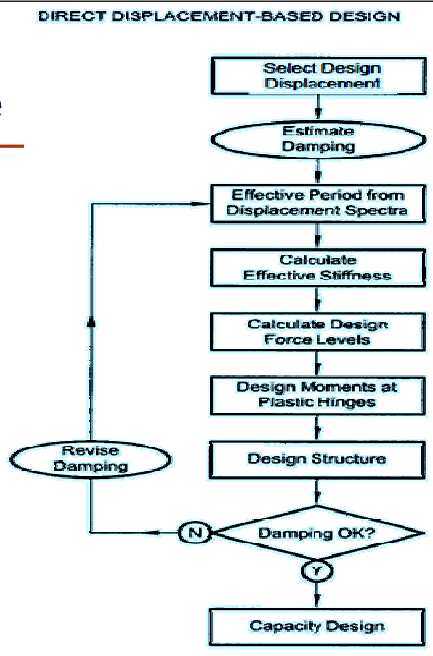 DIRECT DISPLACEMENT-BASED DESIGN
Select Design
Displacement
e
Estimate
Damping
Effective Period from
Displacement Spectra
Calculate
Effective Stiffness
Calculate Design
Force Levels
Design Moments at
Plastic Hinges
Revise
Damping
Design Structure
N
Damping OK?
Y
Capacity Design